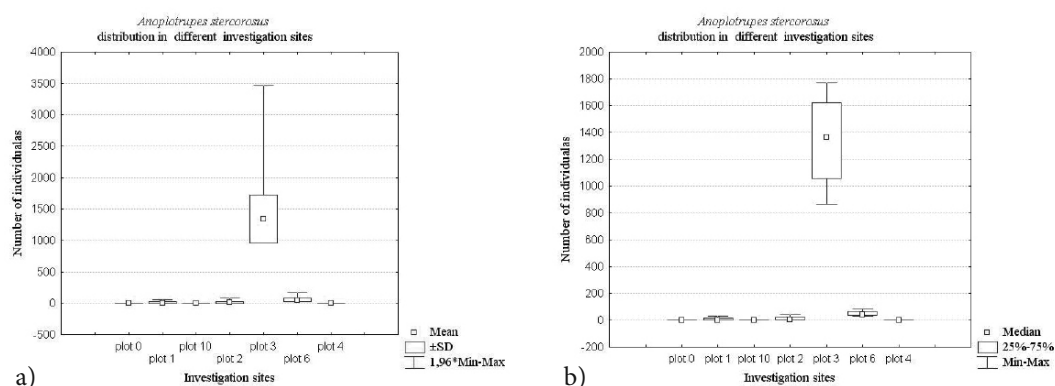 Anoplotrupes stercorosus
distribution in different investigation sites
4000
3500
3000
2500
2000
1500
1000
500
0
-500
Number of individualas
plot 0 plot 10 plot 3 plot 4
plot 1 plot 2 plot 6
Investigation sites
Mean
±SD
1,96*Min-Max
a)
Anoplotrupes stercorosus
distribution in different investigation sites
2000
1800
1600
1400
1200
1000
800
600
400
200
0
-200
Number of individualas
plot 0 plot 1 plot 10 plot 2 plot 3 plot 6 plot 4
Investigation sites
Median
25%-75%
Min-Max
b)